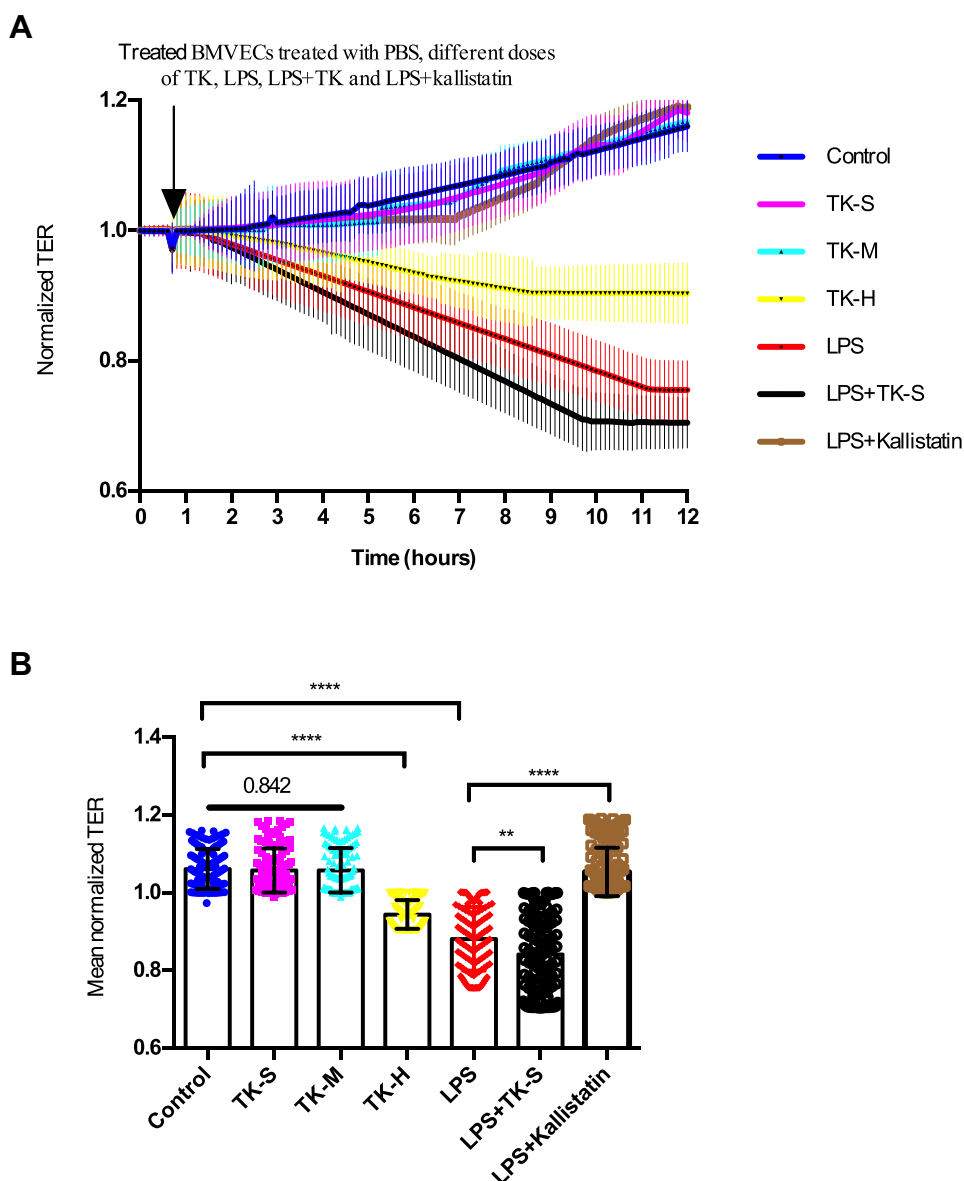 A
Treated BMVECs treated with PBS, different doses
of TK, LPS, LPS+TK and LPS+kallistatin
1.2
1.0
0.8
0.6
Normalized TER
0 1 2 3 4 5 6 7 8 9 10 11 12
Time (hours)
Control
TK-S
TK-M
TK-H
LPS
LPS+TK-S
LPS+Kallistatin
B
****
****
0.842
****
**
1.4
1.2
1.0
0.8
0.6
Mean normalized TER
Control
TK-S
TK-M
TK-H
LPS
LPS+TK-S
LPS+Kallistatin